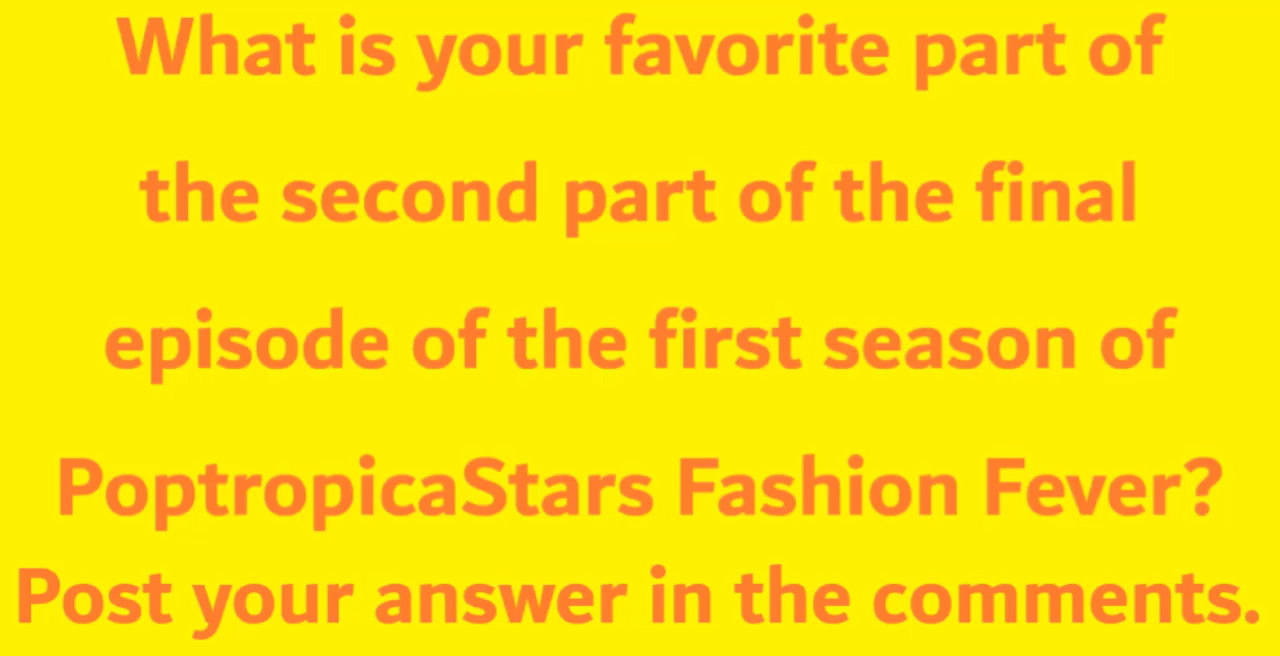 What is your favorite part of
the second part of the final
episode of the first season of
PoptropicaStars Fashion Fever?
Post your answer in the comments.